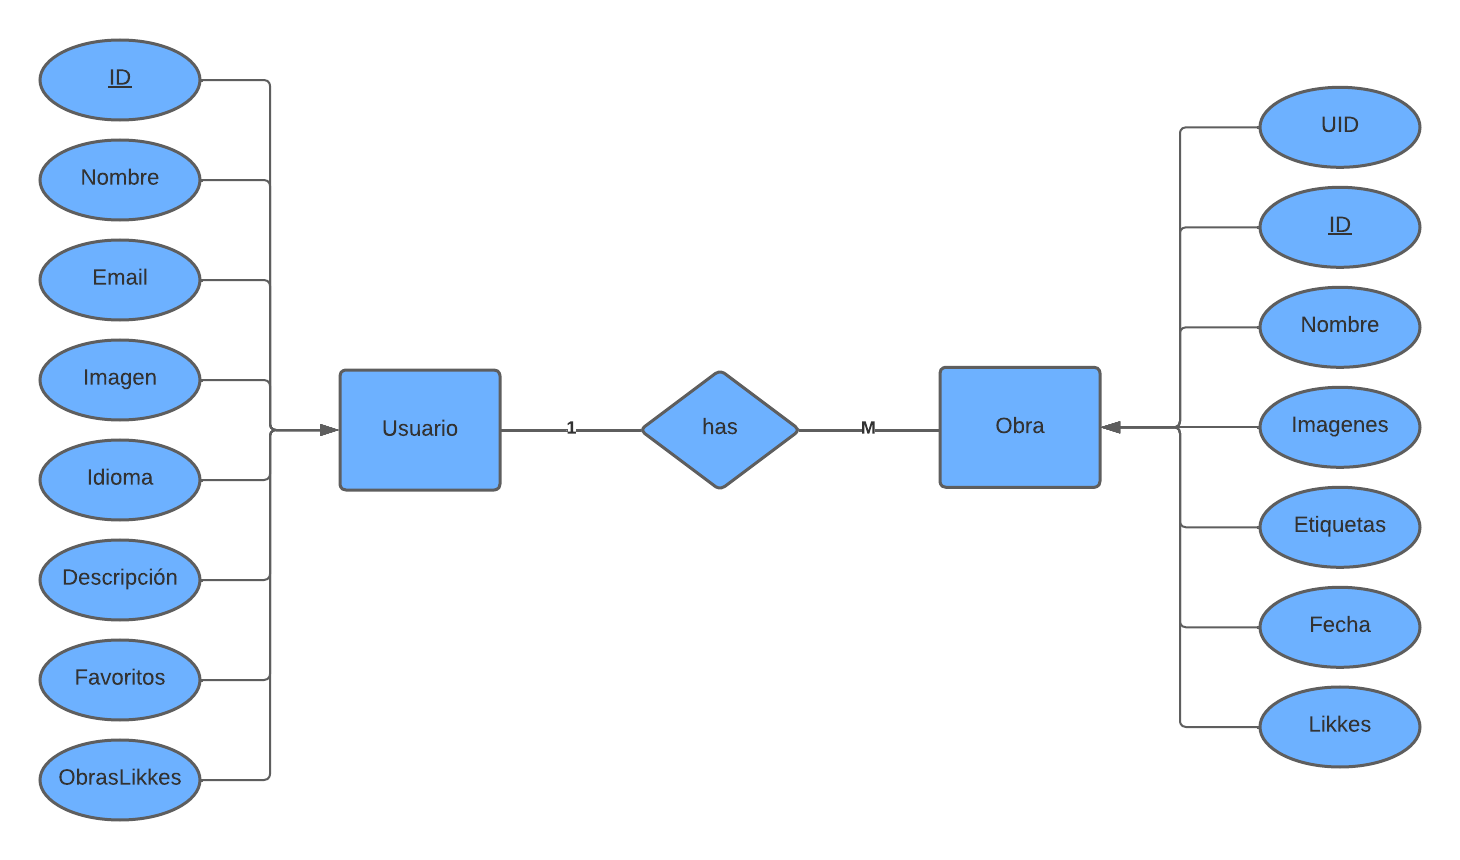 ID
Nombre
Email
Imagen
Idioma
Descripción
Favoritos
ObrasLikkes
Usuario
1
has
M
Obra
UID
ID
Nombre
Imagenes
Etiquetas
Fecha
Likkes